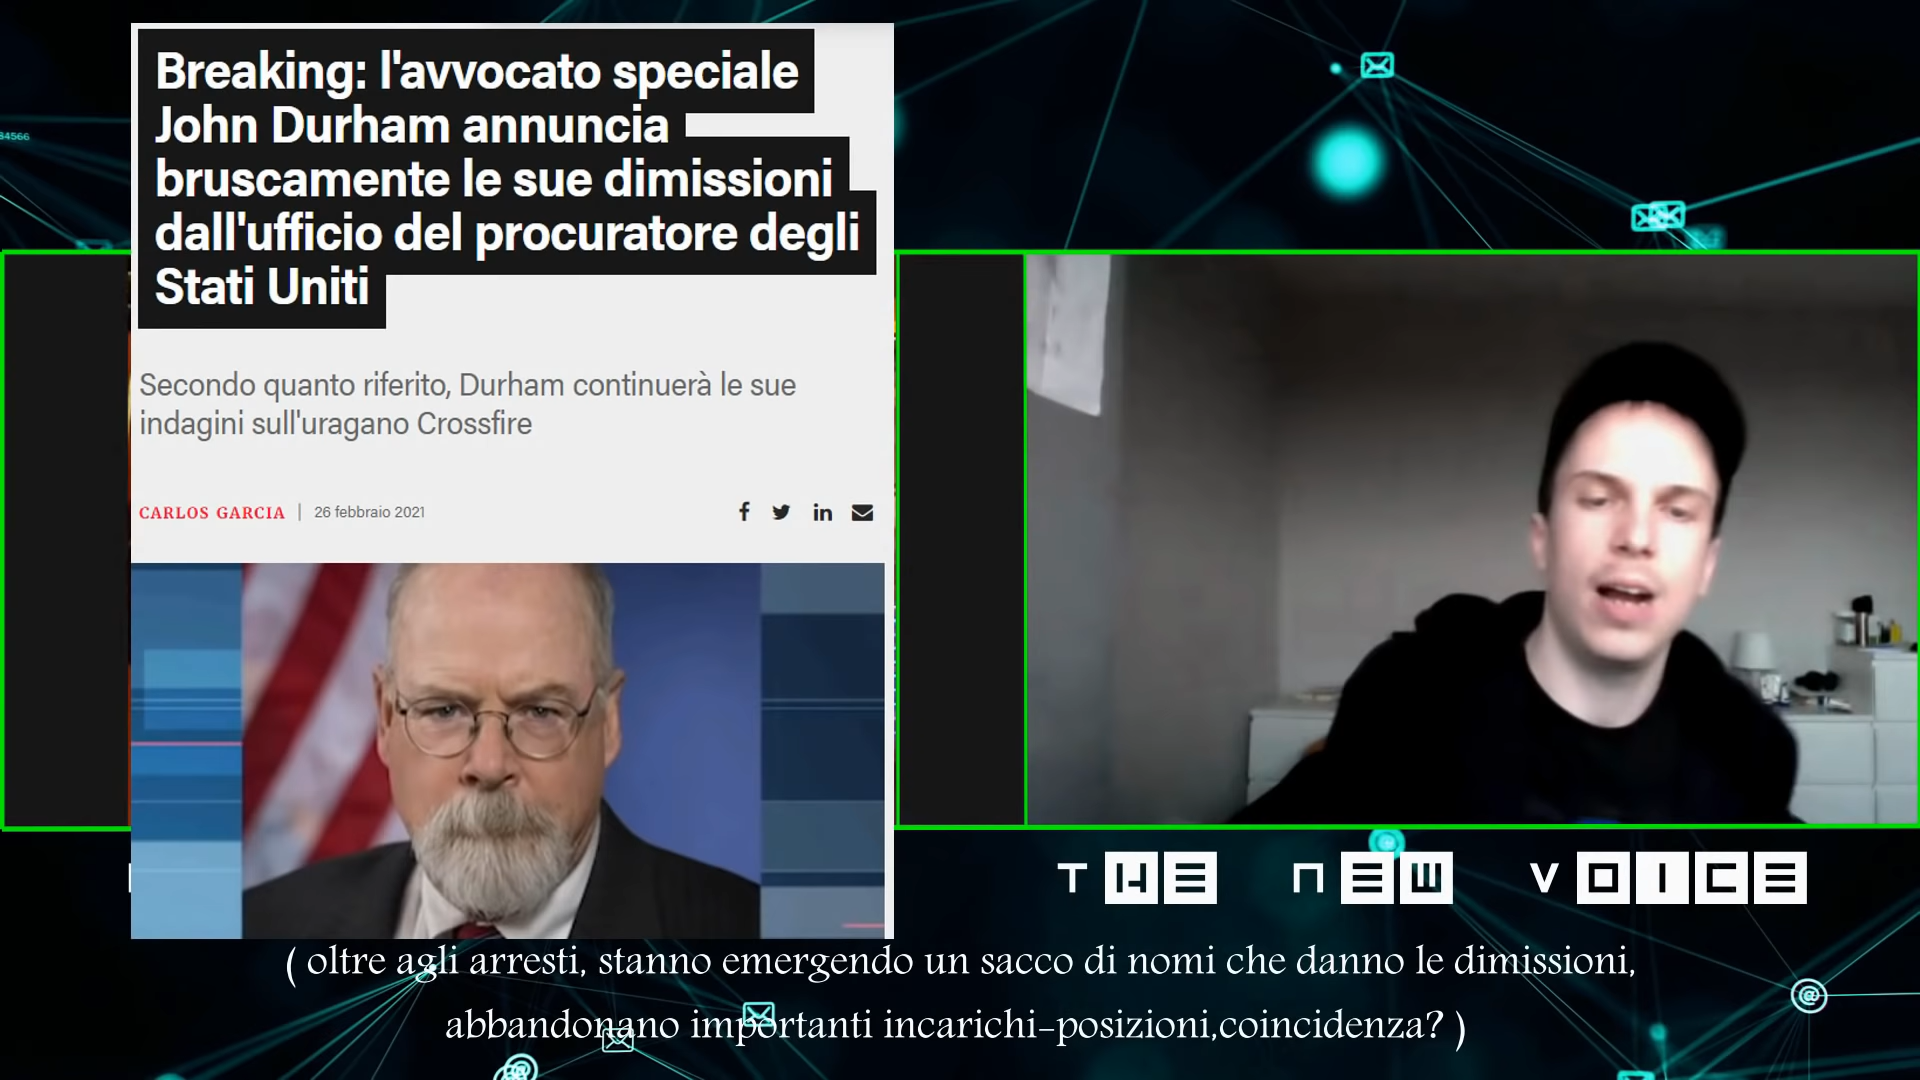 Breaking: l'avvocato speciale
John Durham annuncia
bruscamente le sue dimissioni
dall'ufficio del procuratore degli
Stati Uniti
Secondo quanto riferito, Durham continuerà le sue
indagini sull'uragano Crossfire
CARLOS GARCIA | 26 febbraio 2021
34566
THE NEW VOICE
( oltre agli arresti, stanno emergendo un sacco di nomi che danno le dimissioni,
abbandonano importanti incarichi-posizioni,coincidenza? )